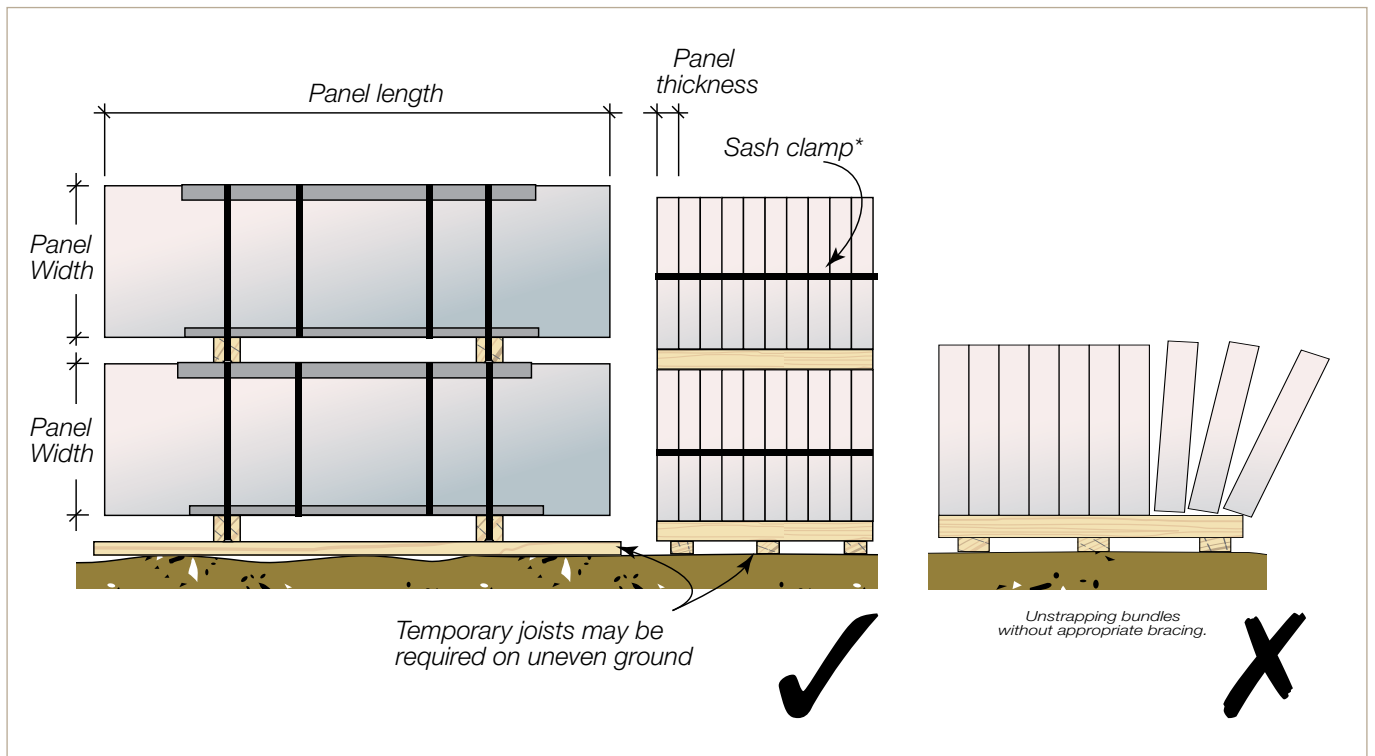 Panel length
Panel
thickness
Sash clamp*
Panel
Width
Panel
Width
Temporary joists may be
required on uneven ground
Unstrapping bundles
without appropriate bracing.